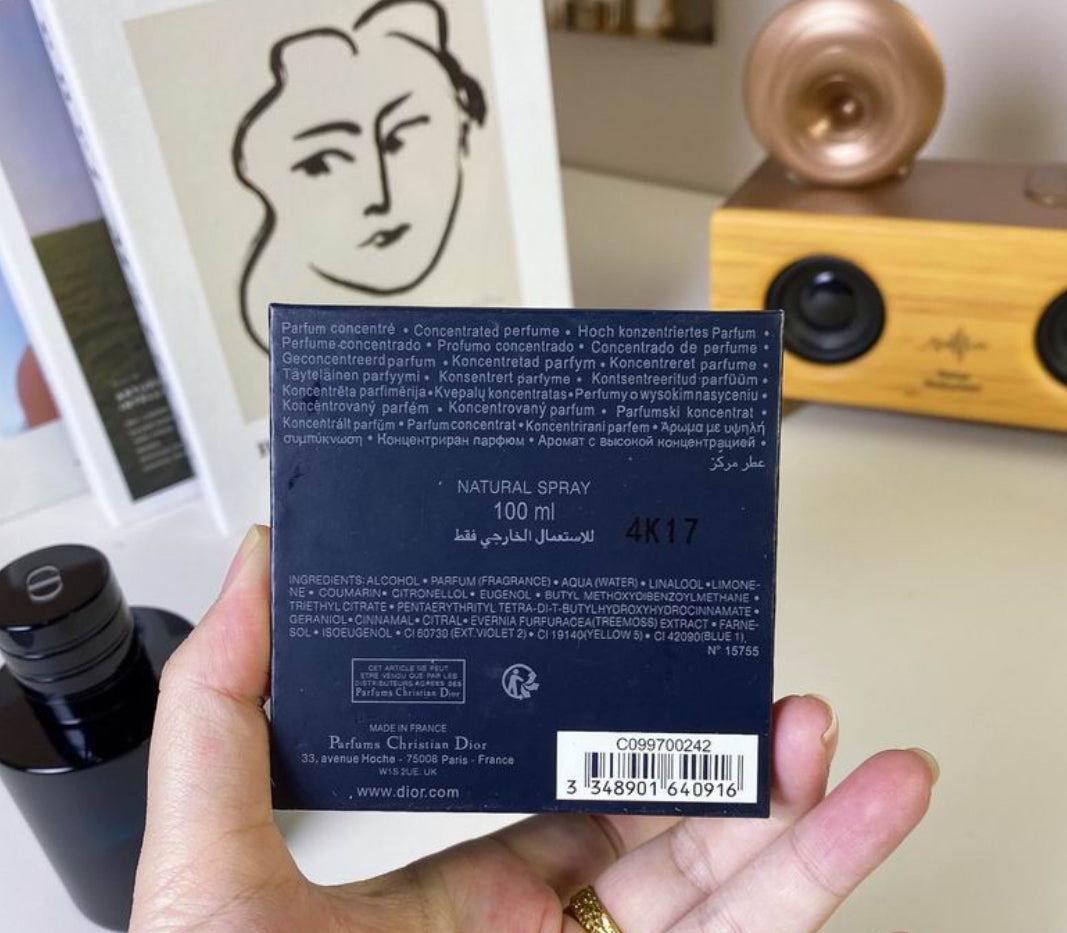 Parfum concentré • Concentrated perfume • Hoch konzentriertes Parfum •
Perfume concentrado • Profumo concentrado • Concentrado de perfume •
Geconcentreerd parfum • Koncentretad parfym • Koncentreret parfume •
Täyteläinen parfyymi • Konsentrert parfyme • Kontsentreeritud parfüüm •
Koncentrēta parfimērija • Kvepalų koncentratas • Perfumy o wysokim nasyceniu •
Koncentrovaný parfém • Koncentrovaný parfum • Parfumski koncentrat •
Koncentrált parfüm • Parfum concentrat • Koncentrirani parfem • Άρωμα με υψηλή
συμπύκνωση • Концентриран парфюм • Аромат с высокой концентрацией •
عطر مركز
NATURAL SPRAY
100 ml
للاستعمال الخارجي فقط
4K17
INGREDIENTS: ALCOHOL • PARFUM (FRAGRANCE) • AQUA (WATER) • LINALOOL • LIMONE-
NE • COUMARIN • CITRONELLOL • EUGENOL • BUTYL METHOXYDIBENZOYLMETHANE •
TRIETHYL CITRATE • PENTAERYTHRITYL TETRA-DI-T-BUTYL HYDROXYHYDROCINNAMATE •
GERANIOL • CINNAMAL • CITRAL • EVERNIA FURFURACEA (TREEMOSS) EXTRACT • FARNE-
SOL • ISOEUGENOL • CI 60730 (EXT. VIOLET 2) • CI 19140 (YELLOW 5) • CI 42090 (BLUE 1).
N° 15755
CET ARTICLE NE PEUT
ETRE VENDU QUE PAR LES
DISTRIBUTEURS AGREES DES
Parfums Christian Dior
MADE IN FRANCE
Parfums Christian Dior
33, avenue Hoche - 75008 Paris - France
W1S 2UE. UK
www.dior.com
C099700242
3 348901 640916